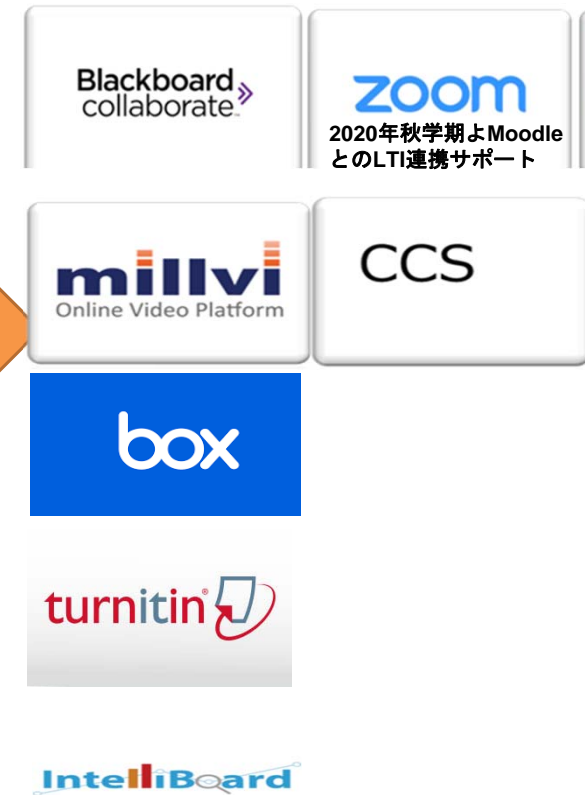 Blackboard
collaborate™
zoom
2020年秋学期よMoodle
とのLTI連携サポート
millvi
Online Video Platform
CCS
box
turnitin®
IntelliBoard